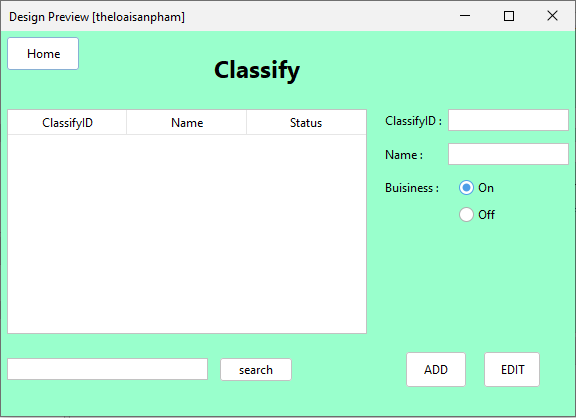 Design Preview [theloaisanpham]
Home
Classify
ClassifyID Name Status
ClassifyID :
Name :
Buisiness : On
Off
search ADD EDIT